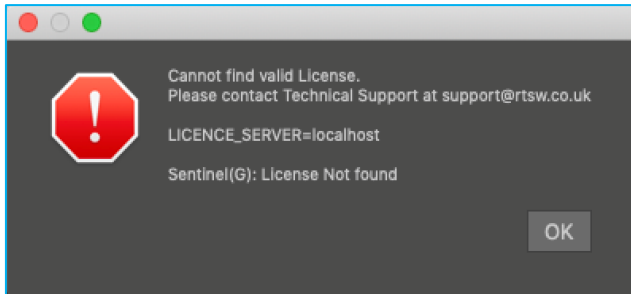 Cannot find valid License.
Please contact Technical Support at support@rtsw.co.uk
LICENCE_SERVER=localhost
Sentinel(G): License Not found
OK